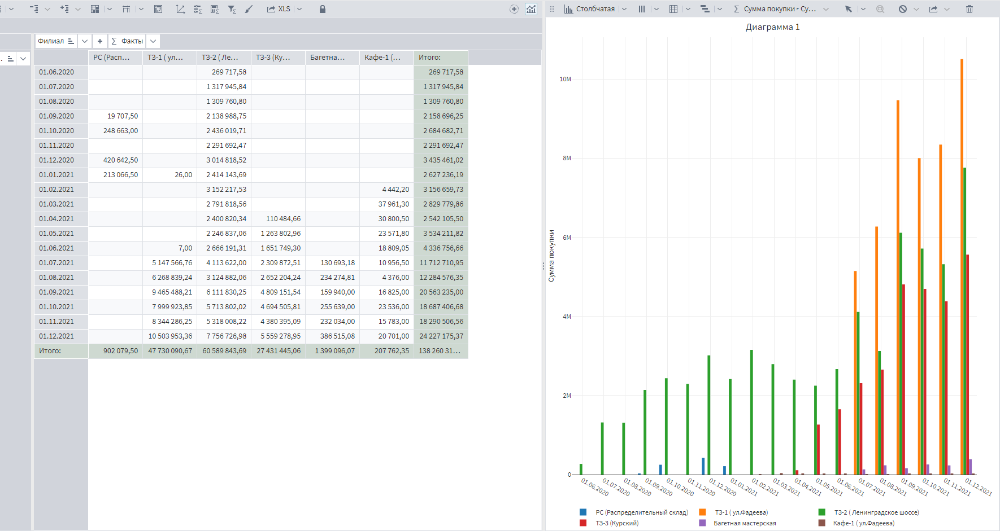 XLS
Столбчатая
Σ Сумма покупки - Су...
Филиал
+
Σ Факты
РС (Расп... ТЗ-1 ( ул... ТЗ-2 ( Ле... ТЗ-3 (Ку... Багетна... Кафе-1 (... Итого:
01.06.2020 269 717,58 269 717,58
01.07.2020 1 317 945,84 1 317 945,84
01.08.2020 1 309 760,80 1 309 760,80
01.09.2020 19 707,50 2 138 988,75 2 158 696,25
01.10.2020 248 663,00 2 436 019,71 2 684 682,71
01.11.2020 2 291 692,47 2 291 692,47
01.12.2020 420 642,50 3 014 818,52 3 435 461,02
01.01.2021 213 066,50 26,00 2 414 143,69 2 627 236,19
01.02.2021 3 152 217,53 4 442,20 3 156 659,73
01.03.2021 2 791 818,56 37 961,30 2 829 779,86
01.04.2021 2 400 820,34 110 484,66 30 800,50 2 542 105,50
01.05.2021 2 246 837,06 1 263 802,96 23 571,80 3 534 211,82
01.06.2021 7,00 2 666 191,31 1 651 749,30 18 809,05 4 336 756,66
01.07.2021 5 147 566,76 4 113 622,00 2 309 872,51 130 693,18 10 956,50 11 712 710,95
01.08.2021 6 268 839,24 3 124 882,06 2 652 204,24 234 274,81 4 376,00 12 284 576,35
01.09.2021 9 465 488,21 6 111 830,25 4 809 151,54 159 940,00 16 825,00 20 563 235,00
01.10.2021 7 999 923,85 5 713 802,02 4 694 505,81 255 639,00 23 536,00 18 687 406,68
01.11.2021 8 344 286,25 5 318 008,22 4 380 395,09 232 034,00 15 783,00 18 290 506,56
01.12.2021 10 503 953,36 7 756 726,98 5 559 278,95 386 515,08 20 701,00 24 227 175,37
Итого: 902 079,50 47 730 090,67 60 589 843,69 27 431 445,06 1 399 096,07 207 762,35 138 260 31...
Диаграмма 1
Сумма покупки
10M
8M
6M
4M
2M
0
01.06.2020 01.07.2020 01.08.2020 01.09.2020 01.10.2020 01.11.2020 01.12.2020 01.01.2021 01.02.2021 01.03.2021 01.04.2021 01.05.2021 01.06.2021 01.07.2021 01.08.2021 01.09.2021 01.10.2021 01.11.2021 01.12.2021
РС (Распределительный склад) ТЗ-1 ( ул.Фадеева) ТЗ-2 ( Ленинградское шоссе)
ТЗ-3 (Курский) Багетная мастерская Кафе-1 ( ул.Фадеева)